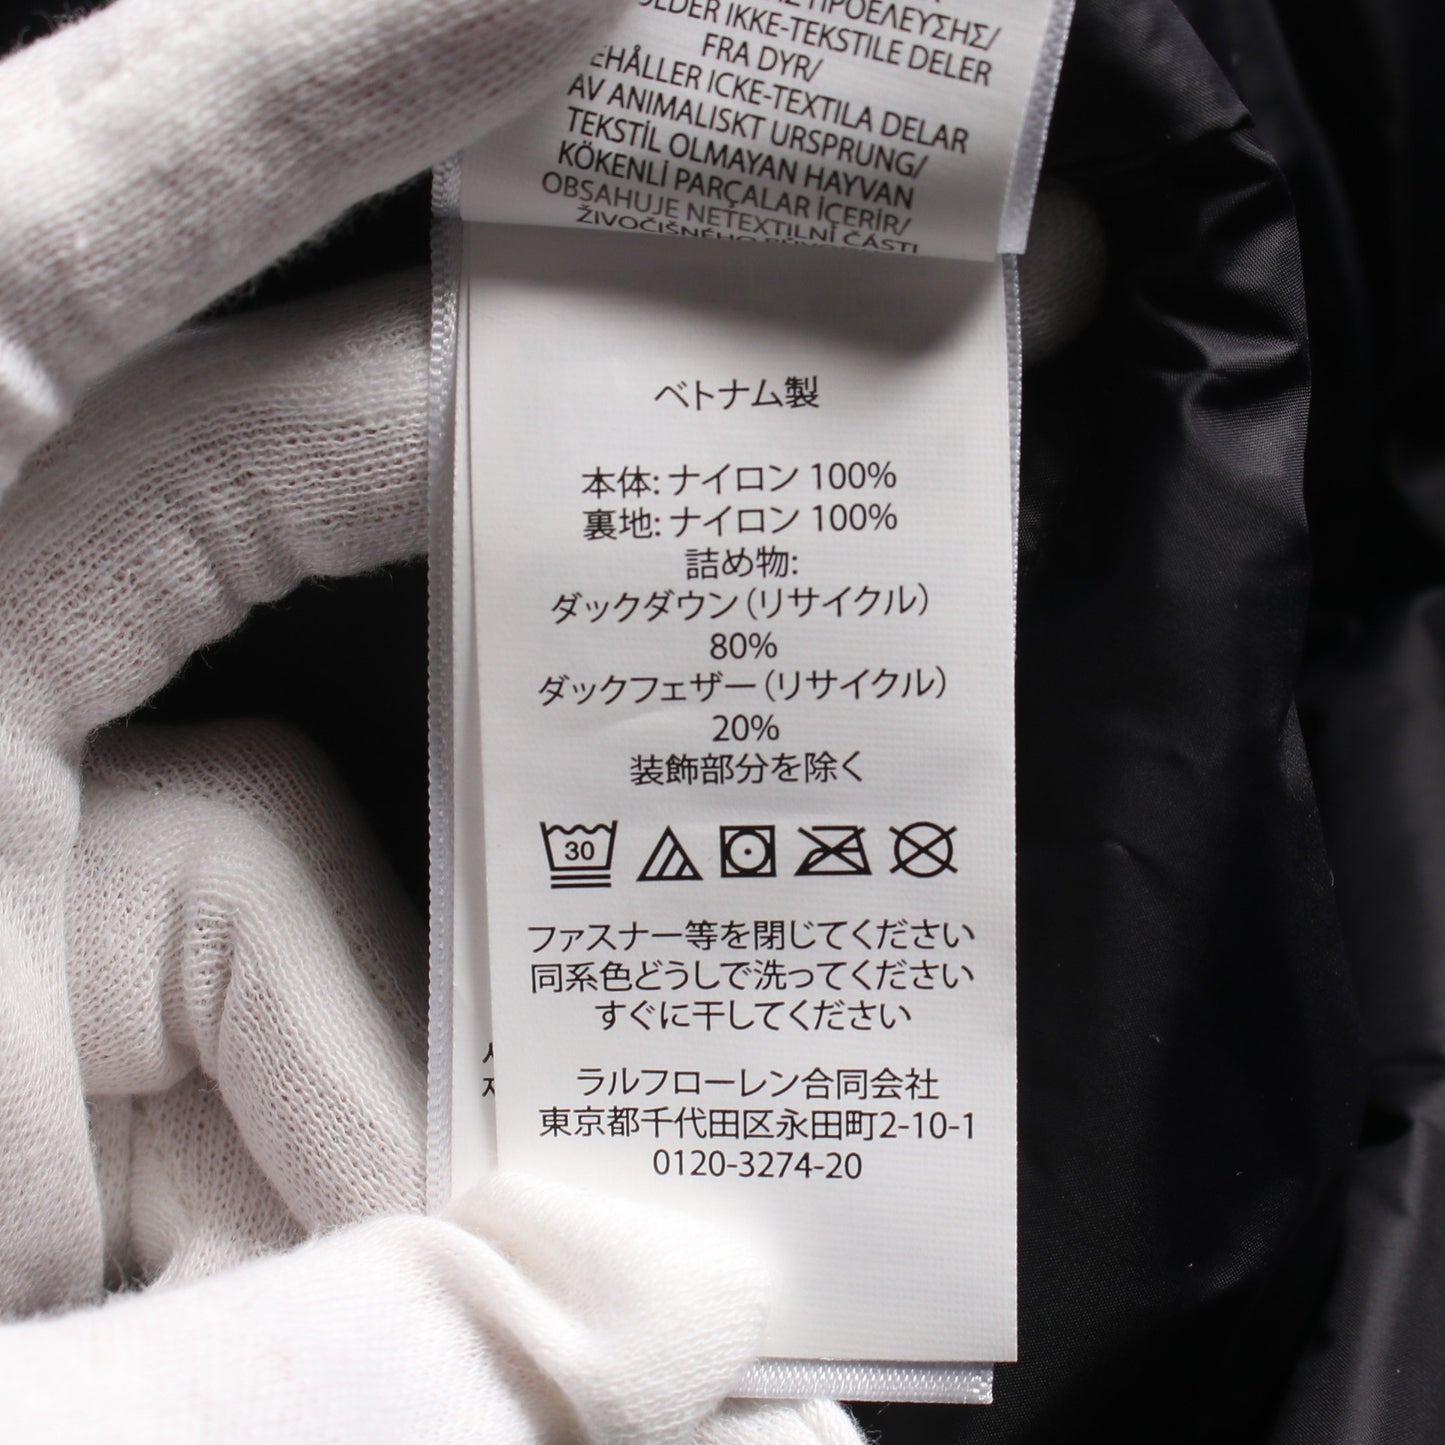 ΠΡΟΕΛΕΥΣΗΣ/
IKKE-TEKSTILE DELER
FRA DYR/
ICKE-TEXTILA DELAR
AV ANIMALISKT URSPRUNG/
TEKSTİL OLMAYAN HAYVAN
KÖKENLİ PARÇALAR İÇERİR/
OBSAHUJE NETEXTILNÍ ČÁSTI
ŽIVOČIŠNÉHO
ベトナム製
本体: ナイロン 100%
裏地: ナイロン 100%
詰め物:
ダックダウン(リサイクル)
80%
ダックフェザー(リサイクル)
20%
装飾部分を除く
30
ファスナー等を閉じてください
同系色どうしで洗ってください
すぐに干してください
ラルフローレン合同会社
東京都千代田区永田町2-10-1
0120-3274-20